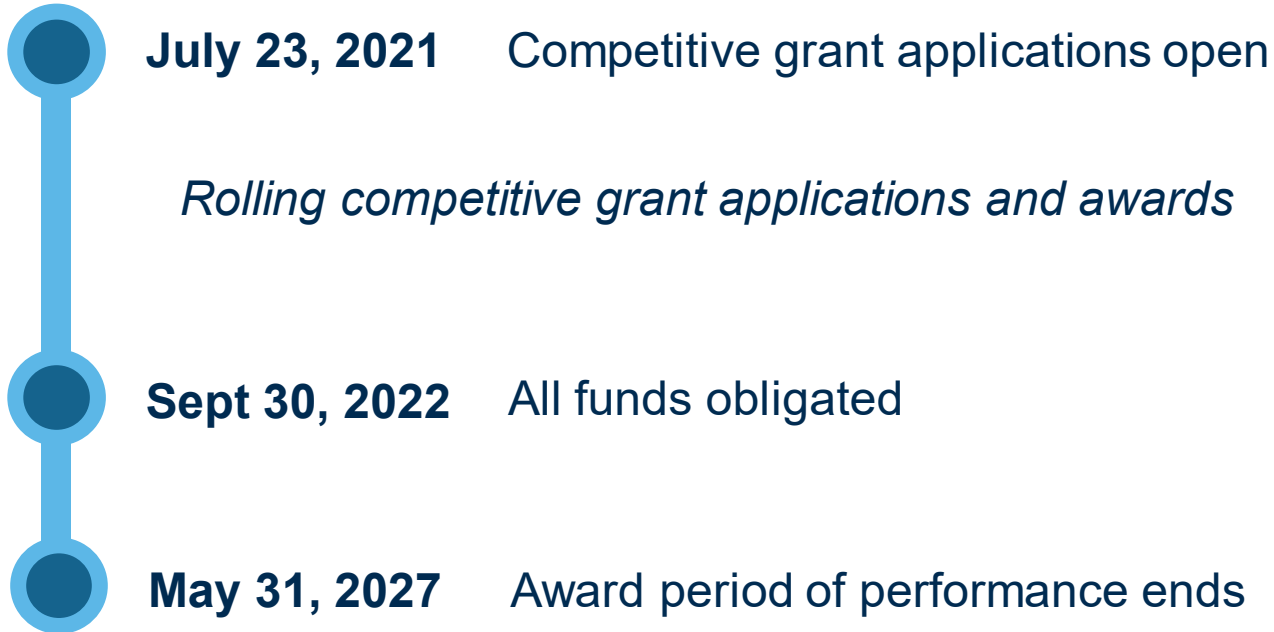 July 23, 2021 Competitive grant applications open
Rolling competitive grant applications and awards
Sept 30, 2022 All funds obligated
May 31, 2027 Award period of performance ends